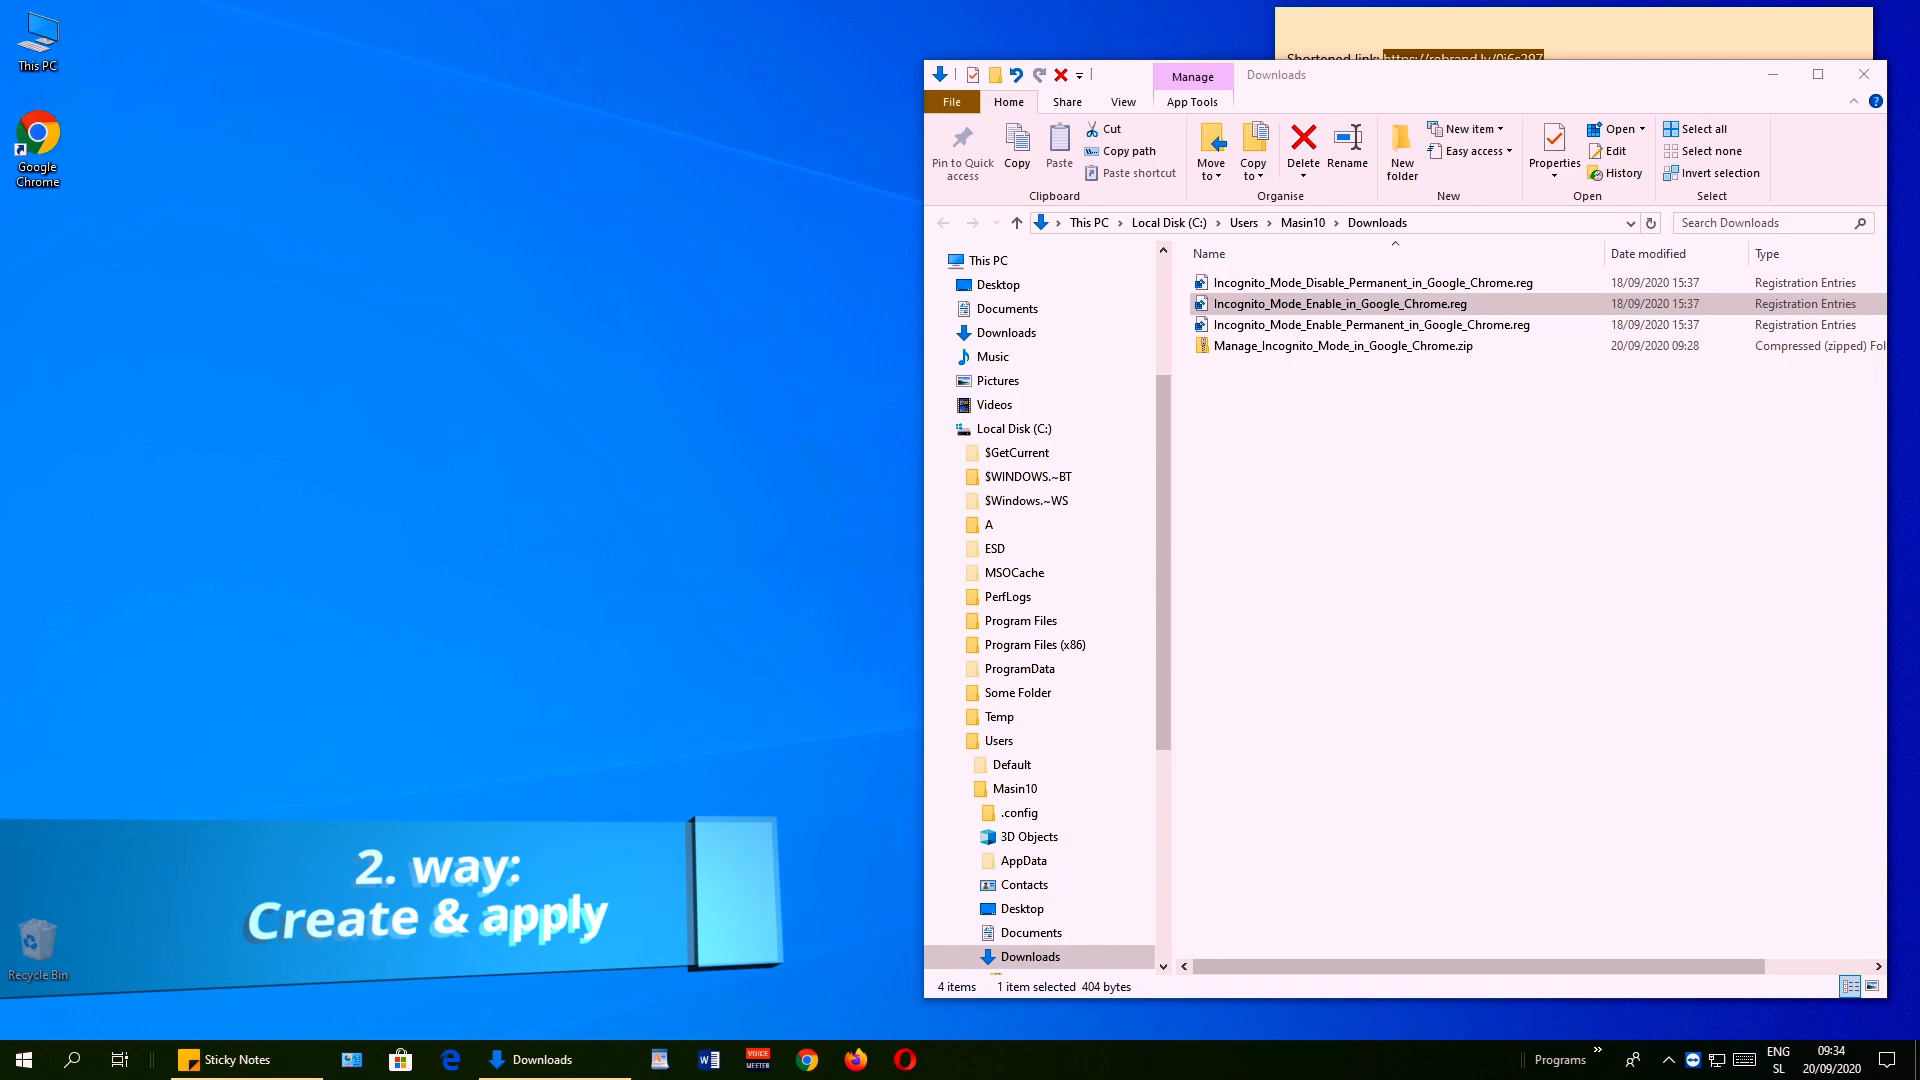 This PC
Google
Chrome
Recycle Bin
2. way:
Create & apply
Shortened link: https://rebrand.ly/0i6s297
Manage
Downloads
File
Home
Share
View
App Tools
Pin to Quick
access
Copy
Paste
Cut
Copy path
Paste shortcut
Clipboard
Move
to
Copy
to
Delete
Rename
Organise
New
folder
New item
Easy access
New
Properties
Open
Edit
History
Open
Select all
Select none
Invert selection
Select
This PC > Local Disk (C:) > Users > Masin10 > Downloads
Search Downloads
This PC
Desktop
Documents
Downloads
Music
Pictures
Videos
Local Disk (C:)
$GetCurrent
$WINDOWS.~BT
$Windows.~WS
A
ESD
MSOCache
PerfLogs
Program Files
Program Files (x86)
ProgramData
Some Folder
Temp
Users
Default
Masin10
.config
3D Objects
AppData
Contacts
Desktop
Documents
Downloads
Name Date modified Type
Incognito_Mode_Disable_Permanent_in_Google_Chrome.reg 18/09/2020 15:37 Registration Entries
Incognito_Mode_Enable_in_Google_Chrome.reg 18/09/2020 15:37 Registration Entries
Incognito_Mode_Enable_Permanent_in_Google_Chrome.reg 18/09/2020 15:37 Registration Entries
Manage_Incognito_Mode_in_Google_Chrome.zip 20/09/2020 09:28 Compressed (zipped) Fol
4 items 1 item selected 404 bytes
Sticky Notes
Downloads
VOICE
MEETER
Programs
ENG
SL
09:34
20/09/2020